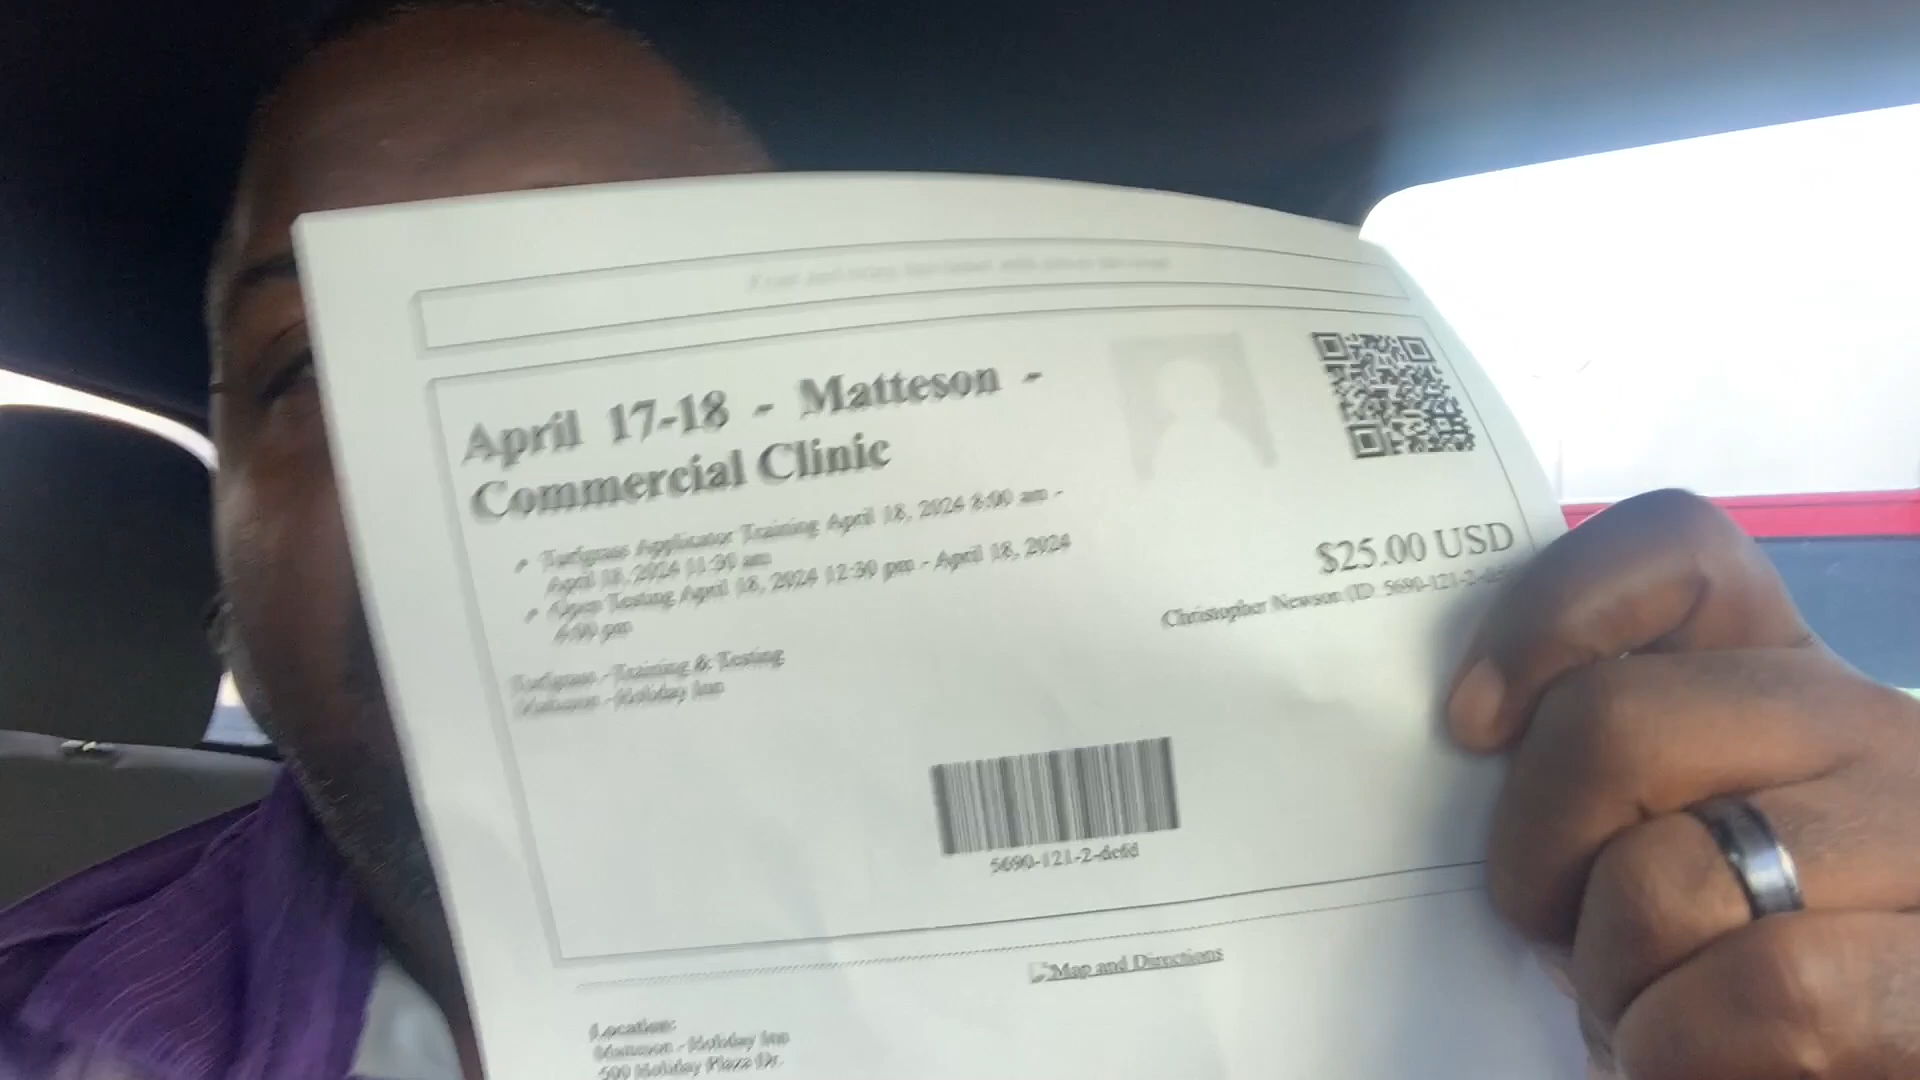 April 17-18 - Matteson -
Commercial Clinic
Turfgrass Applicator Training April 18, 2024 8:00 am -
April 18, 2024 11:30 am
Open Testing April 18, 2024 12:30 pm - April 18, 2024
4:00 pm
Turfgrass - Training & Testing
Matteson - Holiday Inn
$25.00 USD
Christopher Newson (ID: 5690-121-2-
5690-121-2-
Map and Directions
Location:
Matteson - Holiday Inn
500 Holiday Plaza Dr.